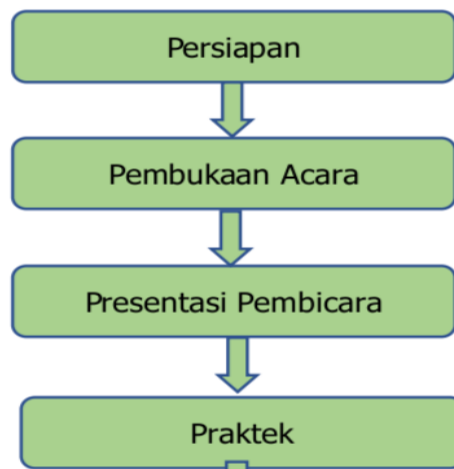 Persiapan
Pembukaan Acara
Presentasi Pembicara
Praktek